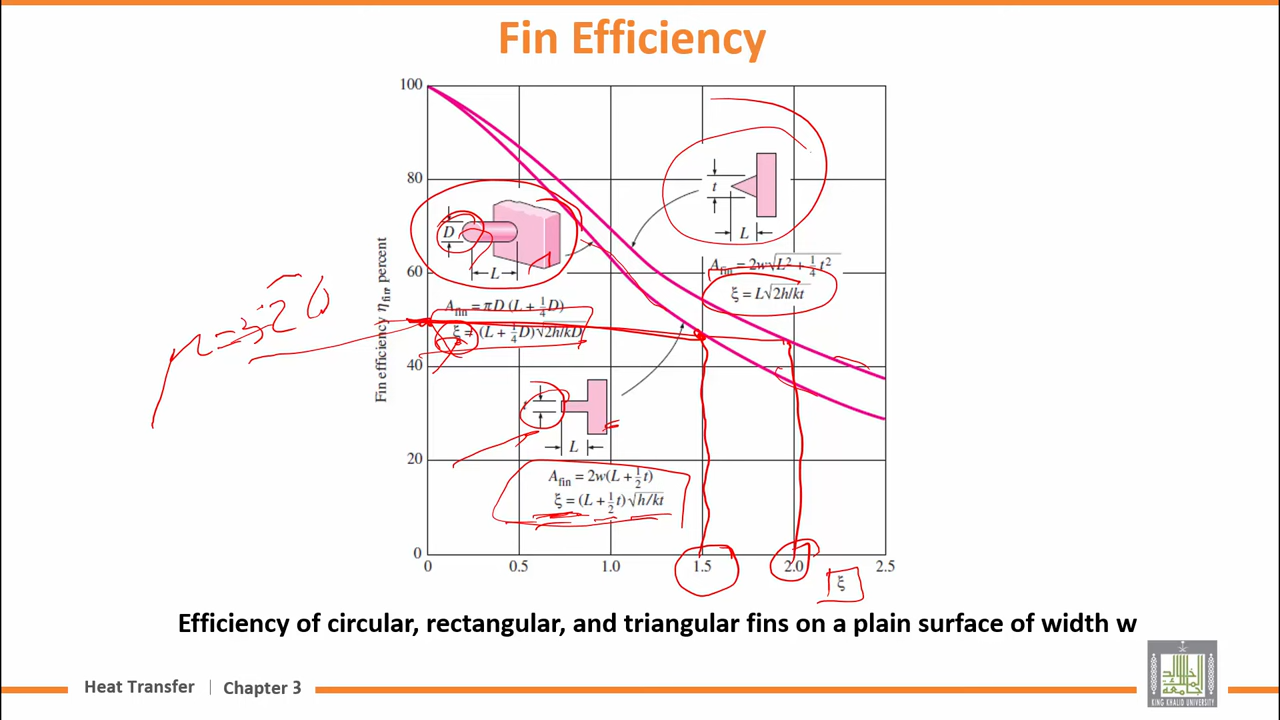 Fin Efficiency
100
80
60
40
20
0
Fin efficiency η_fin, percent
t
L
A_fin = 2w√(L² + ¼t²)
ξ = L√(2h/kt)
D
L
A_fin = πD (L + ¼D)
ξ = (L + ¼D)√(2h/kD)
L
A_fin = 2w(L + ½t)
ξ = (L + ½t)√(h/kt)
0 0.5 1.0 1.5 2.0 2.5
ξ
Efficiency of circular, rectangular, and triangular fins on a plain surface of width w
Heat Transfer | Chapter 3
KING KHALID UNIVERSITY